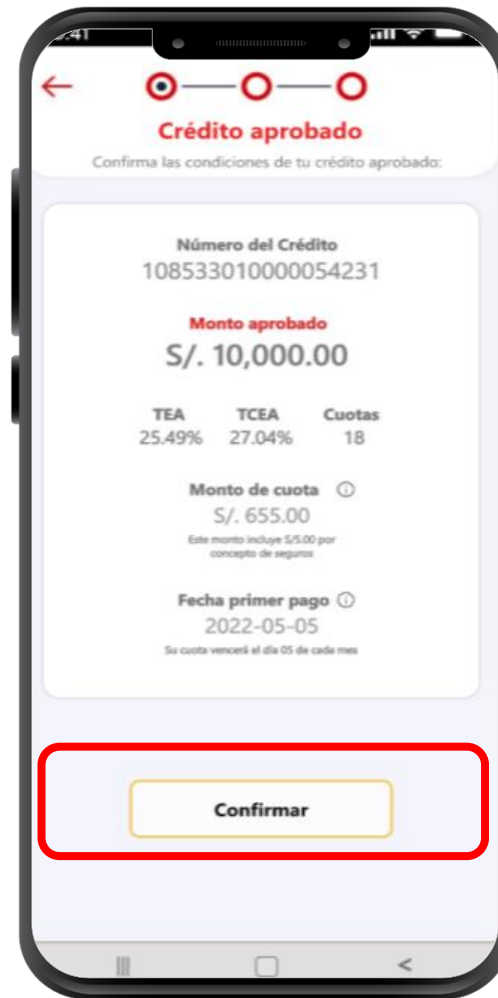 Crédito aprobado
Confirma las condiciones de tu crédito aprobado:
Número del Crédito
108533010000054231
Monto aprobado
S/. 10,000.00
TEA TCEA Cuotas
25.49% 27.04% 18
Monto de cuota
S/. 655.00
Este monto incluye S/5.00 por
concepto de seguros
Fecha primer pago
2022-05-05
Su cuota vencerá el día 05 de cada mes
Confirmar